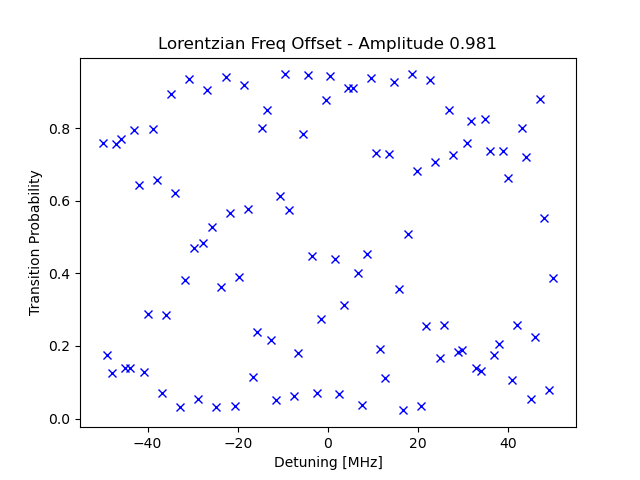 Lorentzian Freq Offset - Amplitude 0.981
Transition Probability
0.8
0.6
0.4
0.2
0.0
−40 −20 0 20 40
Detuning [MHz]